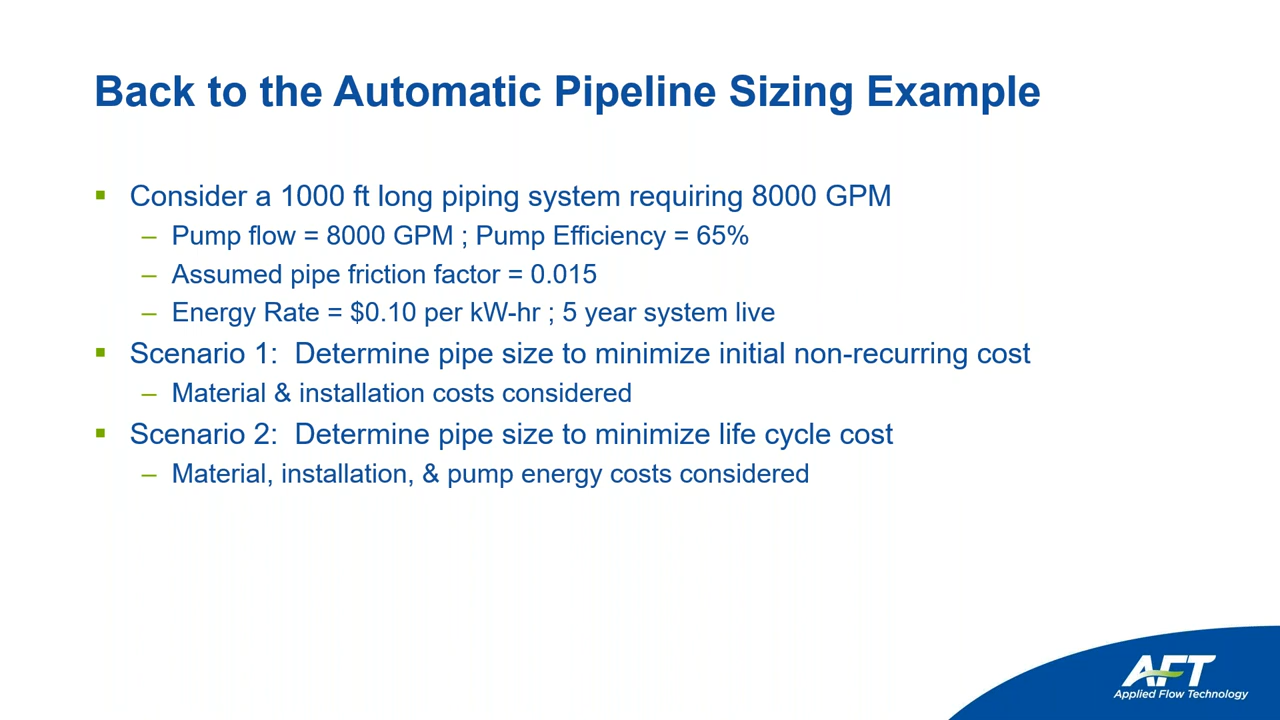 Back to the Automatic Pipeline Sizing Example
▪ Consider a 1000 ft long piping system requiring 8000 GPM
– Pump flow = 8000 GPM ; Pump Efficiency = 65%
– Assumed pipe friction factor = 0.015
– Energy Rate = $0.10 per kW-hr ; 5 year system live
▪ Scenario 1: Determine pipe size to minimize initial non-recurring cost
– Material & installation costs considered
▪ Scenario 2: Determine pipe size to minimize life cycle cost
– Material, installation, & pump energy costs considered
AFT
Applied Flow Technology